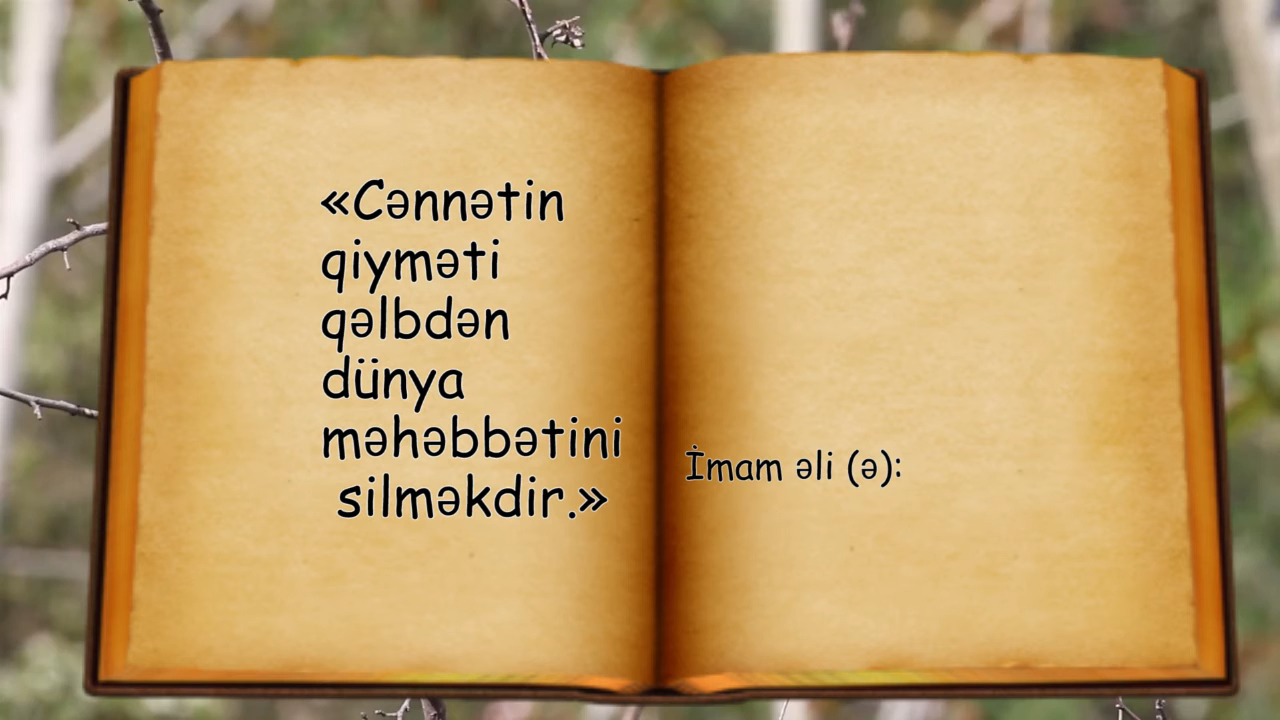 «Cənnətin
qiyməti
qəlbdən
dünya
məhəbbətini
silməkdir.»
İmam əli (ə):